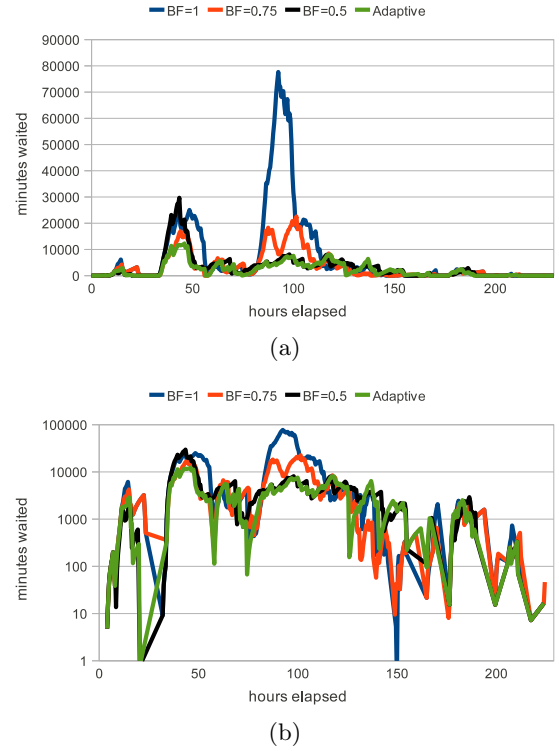 BF=1 BF=0.75 BF=0.5 Adaptive
90000
80000
70000
60000
50000
40000
30000
20000
10000
0
minutes waited
0 50 100 150 200
hours elapsed
(a)
BF=1 BF=0.75 BF=0.5 Adaptive
100000
10000
1000
100
10
1
minutes waited
0 50 100 150 200
hours elapsed
(b)